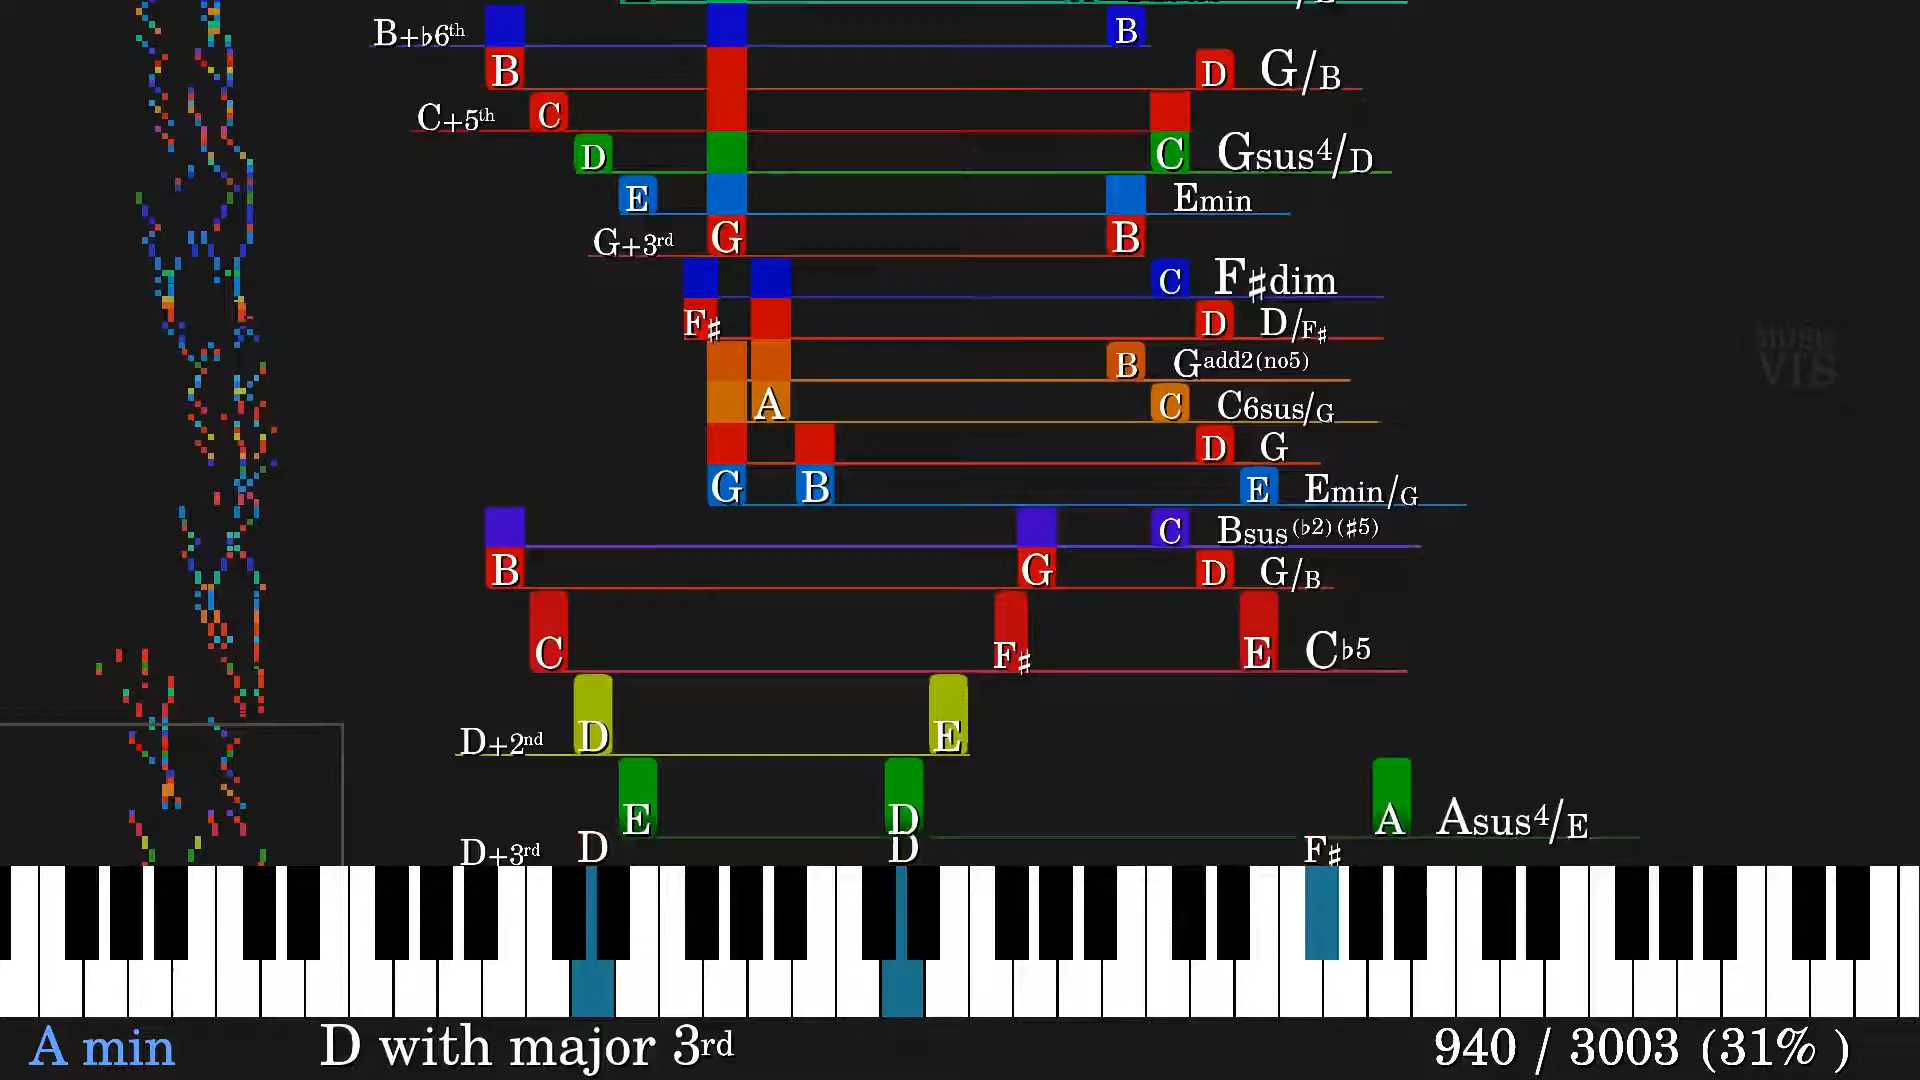 B+♭6th B
B D G/B
C+5th C
D C Gsus4/D
E Emin
G+3rd G B
C F♯dim
F♯ D D/F♯
B Gadd2(no5)
A C C6sus/G
D G
G B E Emin/G
C Bsus(♭2)(♯5)
B G D G/B
C F♯ E C♭5
D+2nd D E
E D A Asus4/E
D+3rd D D F♯
A min D with major 3rd 940 / 3003 (31% )
VIS